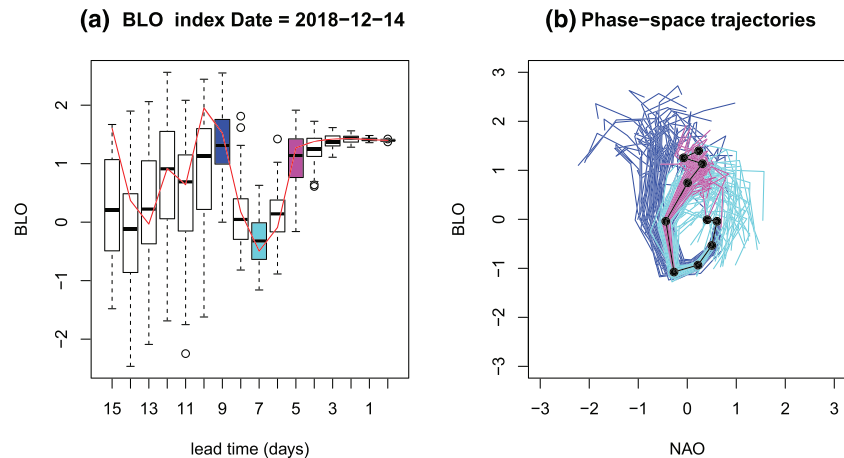 (a) BLO index Date = 2018−12−14
BLO
2
1
0
−1
−2
15 13 11 9 7 5 3 1
lead time (days)
(b) Phase−space trajectories
BLO
3
2
1
0
−1
−2
−3
−3 −2 −1 0 1 2 3
NAO